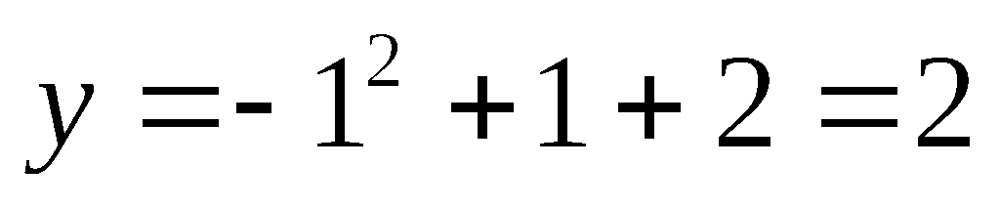 y = - 1² + 1 + 2 = 2